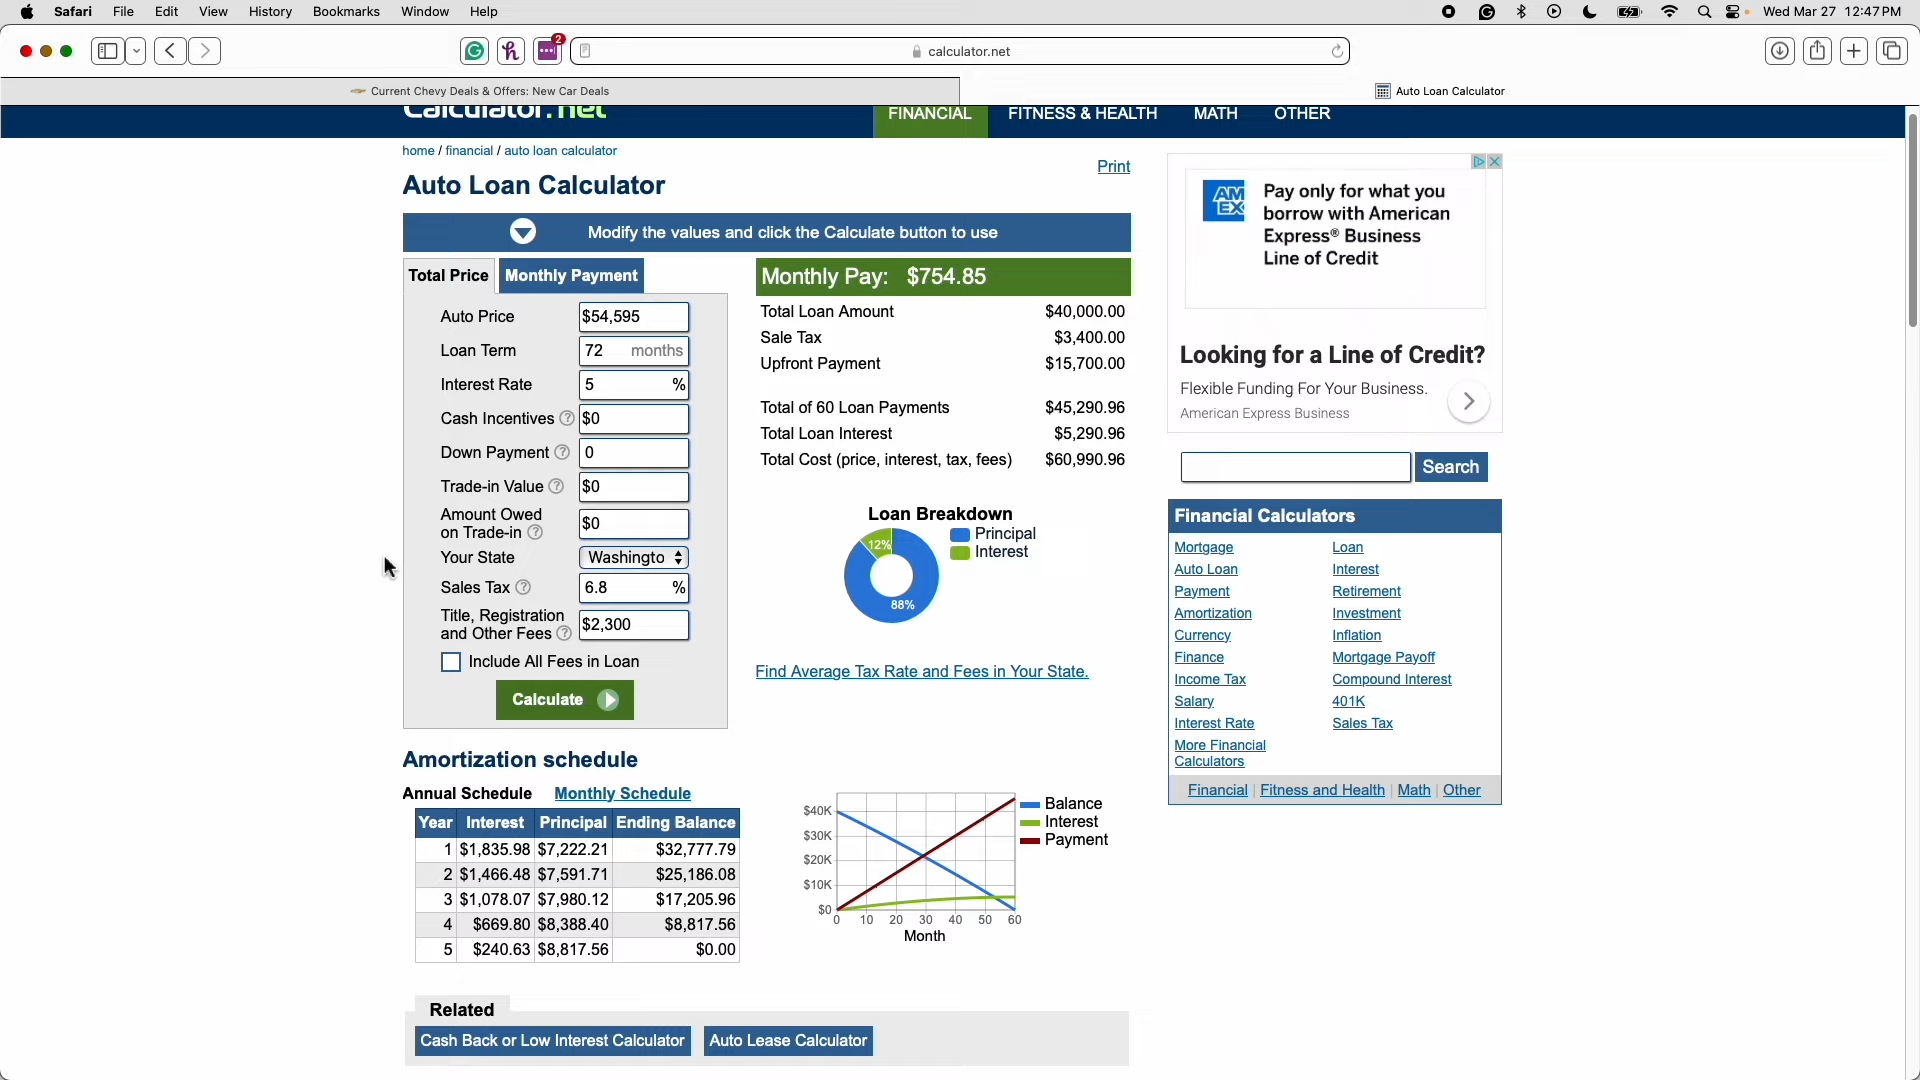 Safari File Edit View History Bookmarks Window Help Wed Mar 27 12:47 PM
2
calculator.net
Current Chevy Deals & Offers: New Car Deals
Auto Loan Calculator
Calculator.net
FINANCIAL FITNESS & HEALTH MATH OTHER
home / financial / auto loan calculator
Print
Auto Loan Calculator
Modify the values and click the Calculate button to use
Total Price Monthly Payment
Auto Price $54,595
Loan Term 72 months
Interest Rate 5 %
Cash Incentives ? $0
Down Payment ? 0
Trade-in Value ? $0
Amount Owed
on Trade-in ? $0
Your State Washingto
Sales Tax ? 6.8 %
Title, Registration
and Other Fees ? $2,300
Include All Fees in Loan
Calculate
Monthly Pay: $754.85
Total Loan Amount $40,000.00
Sale Tax $3,400.00
Upfront Payment $15,700.00
Total of 60 Loan Payments $45,290.96
Total Loan Interest $5,290.96
Total Cost (price, interest, tax, fees) $60,990.96
Loan Breakdown
Principal
Interest
12%
88%
Find Average Tax Rate and Fees in Your State.
Amortization schedule
Annual Schedule Monthly Schedule
Year Interest Principal Ending Balance
1 $1,835.98 $7,222.21 $32,777.79
2 $1,466.48 $7,591.71 $25,186.08
3 $1,078.07 $7,980.12 $17,205.96
4 $669.80 $8,388.40 $8,817.56
5 $240.63 $8,817.56 $0.00
$40K
$30K
$20K
$10K
$0
0 10 20 30 40 50 60
Month
Balance
Interest
Payment
Related
Cash Back or Low Interest Calculator Auto Lease Calculator
AM
EX
Pay only for what you
borrow with American
Express® Business
Line of Credit
Looking for a Line of Credit?
Flexible Funding For Your Business.
American Express Business
Search
Financial Calculators
Mortgage Loan
Auto Loan Interest
Payment Retirement
Amortization Investment
Currency Inflation
Finance Mortgage Payoff
Income Tax Compound Interest
Salary 401K
Interest Rate Sales Tax
More Financial
Calculators
Financial | Fitness and Health | Math | Other